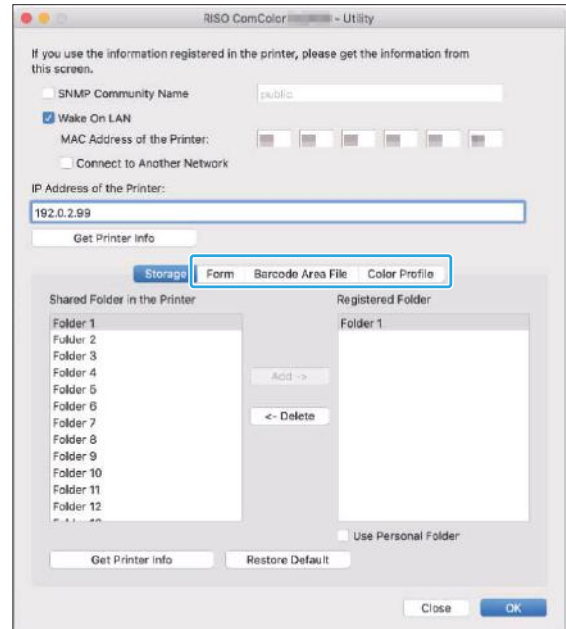 RISO ComColor - Utility
If you use the information registered in the printer, please get the information from
this screen.
SNMP Community Name
public
Wake On LAN
MAC Address of the Printer:
Connect to Another Network
IP Address of the Printer:
192.0.2.99
Get Printer Info
Storage Form Barcode Area File Color Profile
Shared Folder in the Printer Registered Folder
Folder 1 Folder 1
Folder 2
Folder 3
Folder 4
Add ->
Folder 5
Folder 6
<- Delete
Folder 7
Folder 8
Folder 9
Folder 10
Folder 11
Folder 12
Use Personal Folder
Get Printer Info Restore Default
Close OK